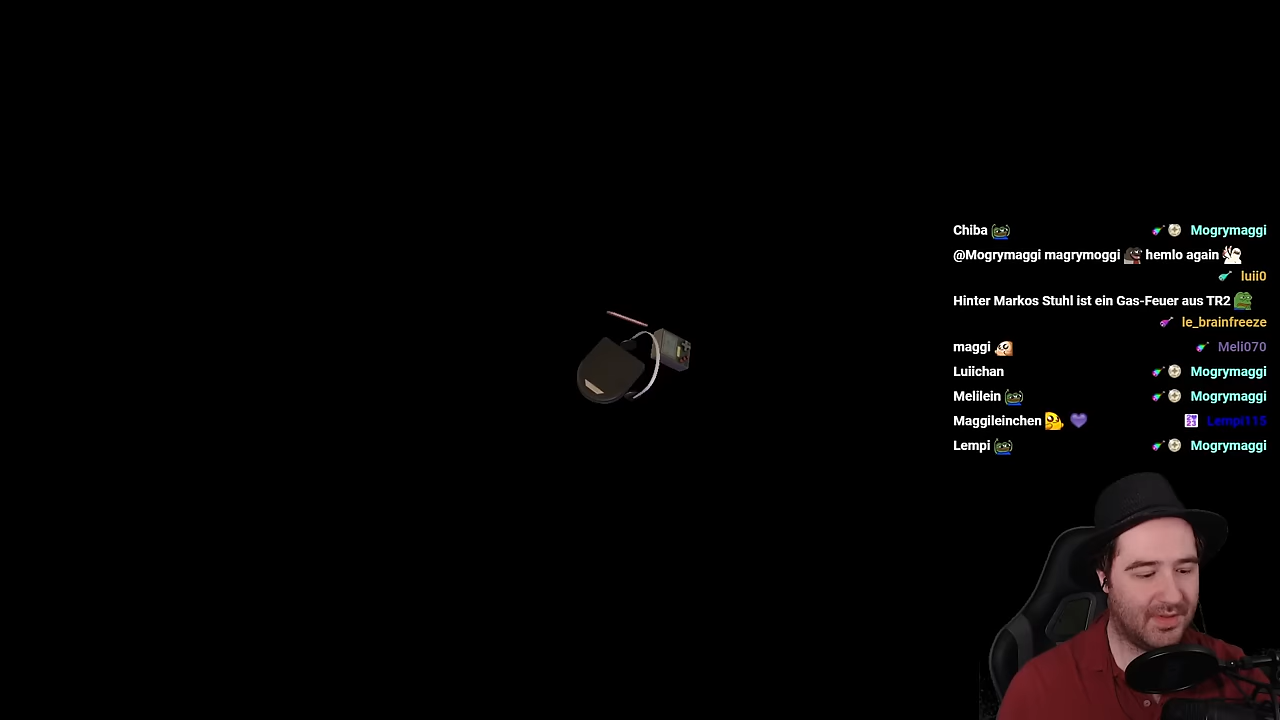 Chiba Mogrymaggi
@Mogrymaggi magrymoggi hemlo again
luii0
Hinter Markos Stuhl ist ein Gas-Feuer aus TR2
le_brainfreeze
maggi Meli070
Luiichan Mogrymaggi
Melilein Mogrymaggi
Maggileinchen Lempi115
Lempi Mogrymaggi